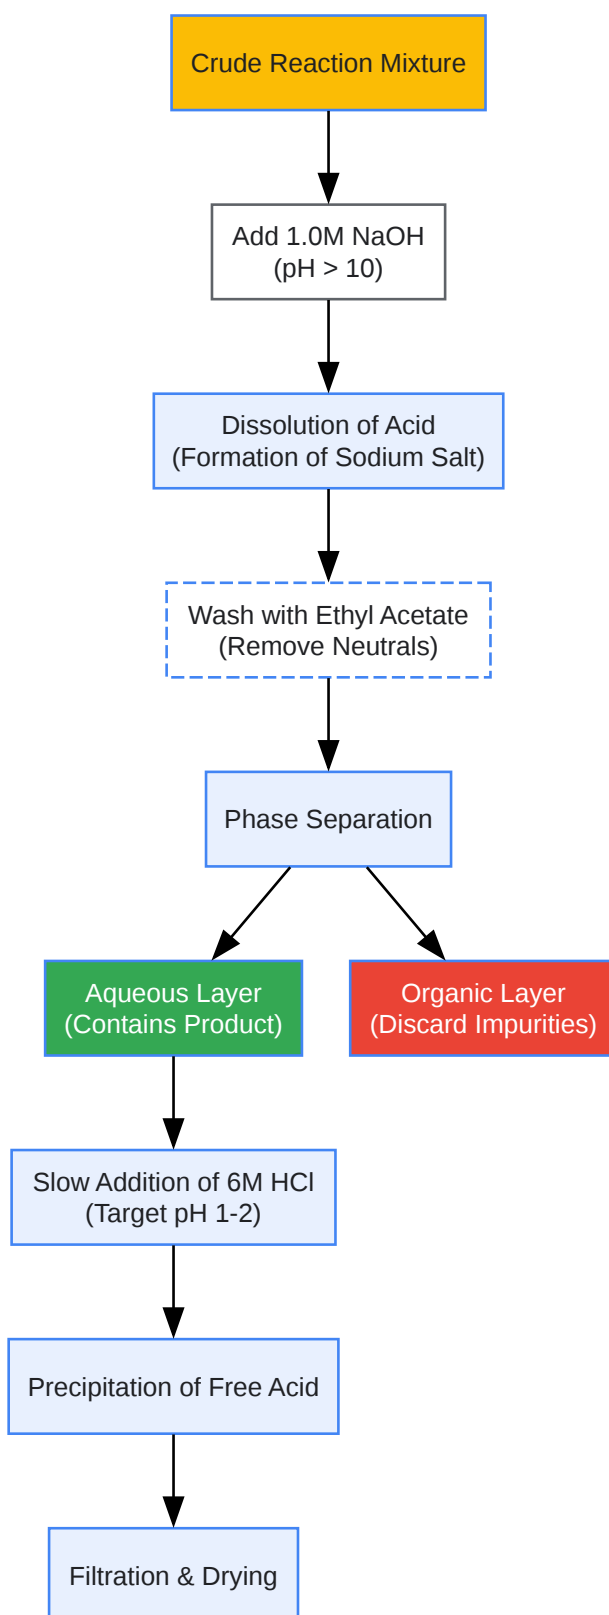 Crude Reaction Mixture
Add 1.0M NaOH
(pH > 10)
Dissolution of Acid
(Formation of Sodium Salt)
Wash with Ethyl Acetate
(Remove Neutrals)
Phase Separation
Aqueous Layer
(Contains Product)
Organic Layer
(Discard Impurities)
Slow Addition of 6M HCl
(Target pH 1-2)
Precipitation of Free Acid
Filtration & Drying